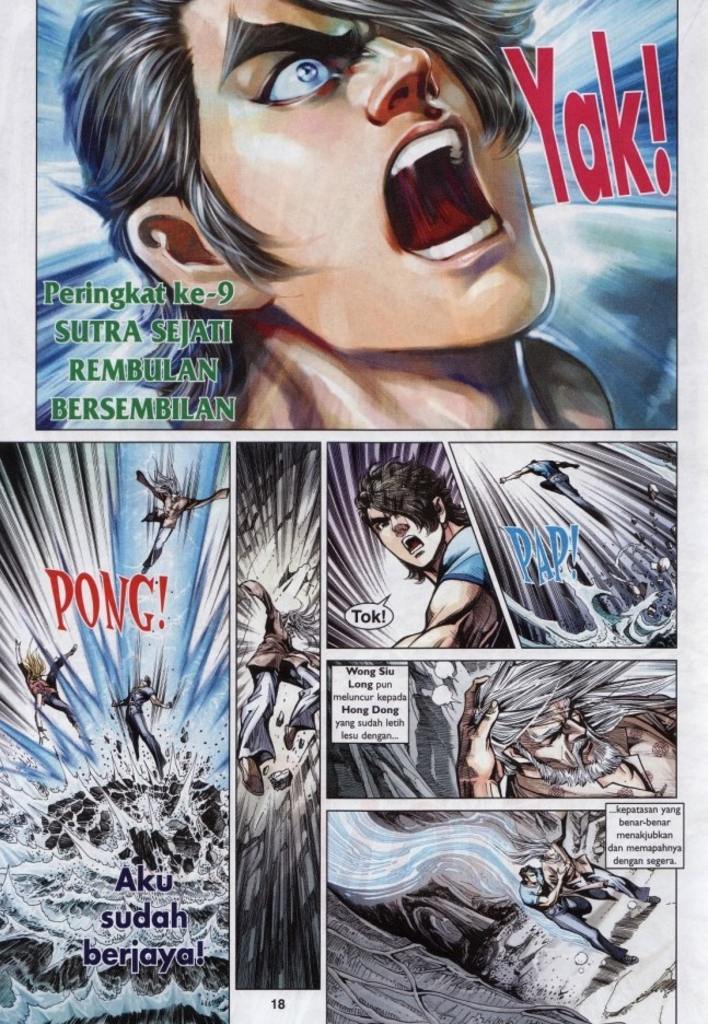 Yak!
Peringkat ke-9
SUTRA SEJATI
REMBULAN
BERSEMBILAN
PONG!
Aku
sudah
berjaya!
Tok!
PAP!
Wong Siu
Long pun
meluncur kepada
Hong Dong
yang sudah letih
lesu dengan...
...kepatasan yang
benar-benar
menakjubkan
dan memapahnya
dengan segera.
18